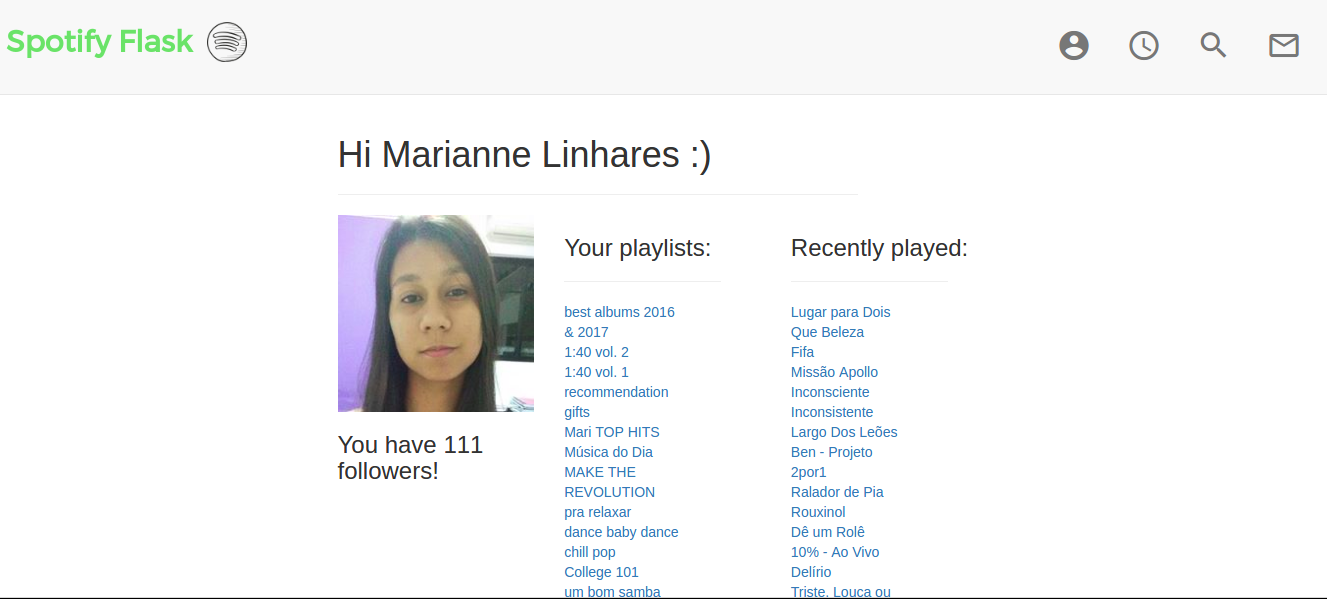 Spotify Flask
Hi Marianne Linhares :)
You have 111
followers!
Your playlists:
best albums 2016
& 2017
1:40 vol. 2
1:40 vol. 1
recommendation
gifts
Mari TOP HITS
Música do Dia
MAKE THE
REVOLUTION
pra relaxar
dance baby dance
chill pop
College 101
um bom samba
Recently played:
Lugar para Dois
Que Beleza
Fifa
Missão Apollo
Inconsciente
Inconsistente
Largo Dos Leões
Ben - Projeto
2por1
Ralador de Pia
Rouxinol
Dê um Rolê
10% - Ao Vivo
Delírio
Triste, Louca ou